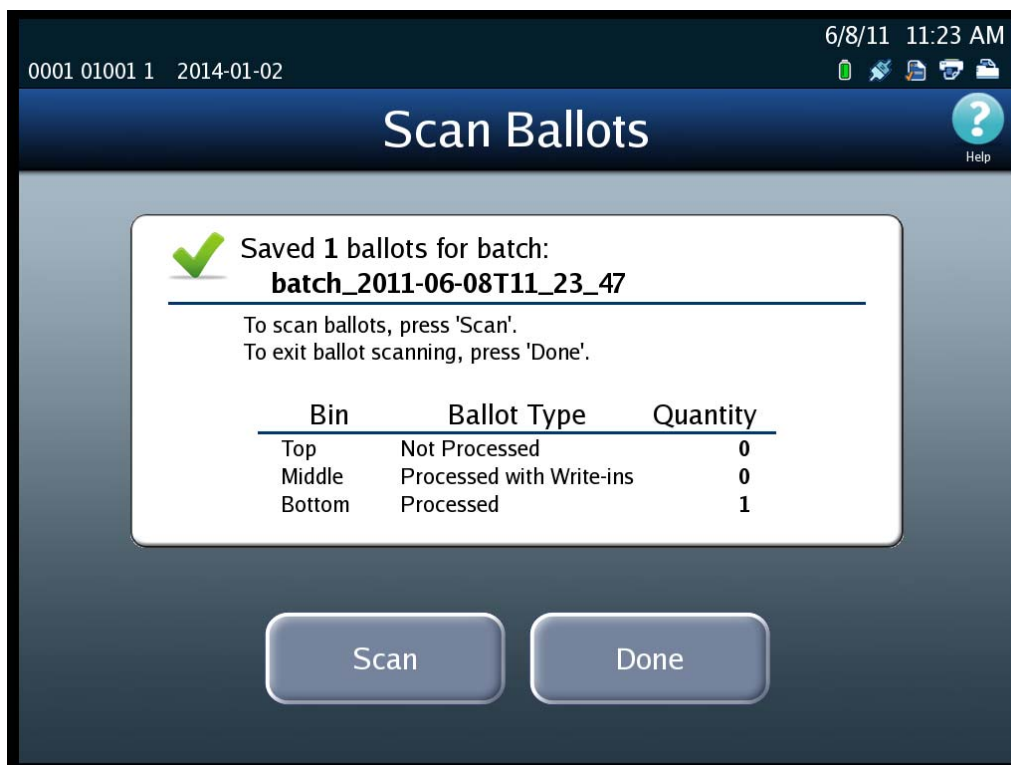 6/8/11 11:23 AM
0001 01001 1 2014-01-02
Scan Ballots
Help
Saved 1 ballots for batch:
batch_2011-06-08T11_23_47
To scan ballots, press 'Scan'.
To exit ballot scanning, press 'Done'.
Bin Ballot Type Quantity
Top Not Processed 0
Middle Processed with Write-ins 0
Bottom Processed 1
Scan Done